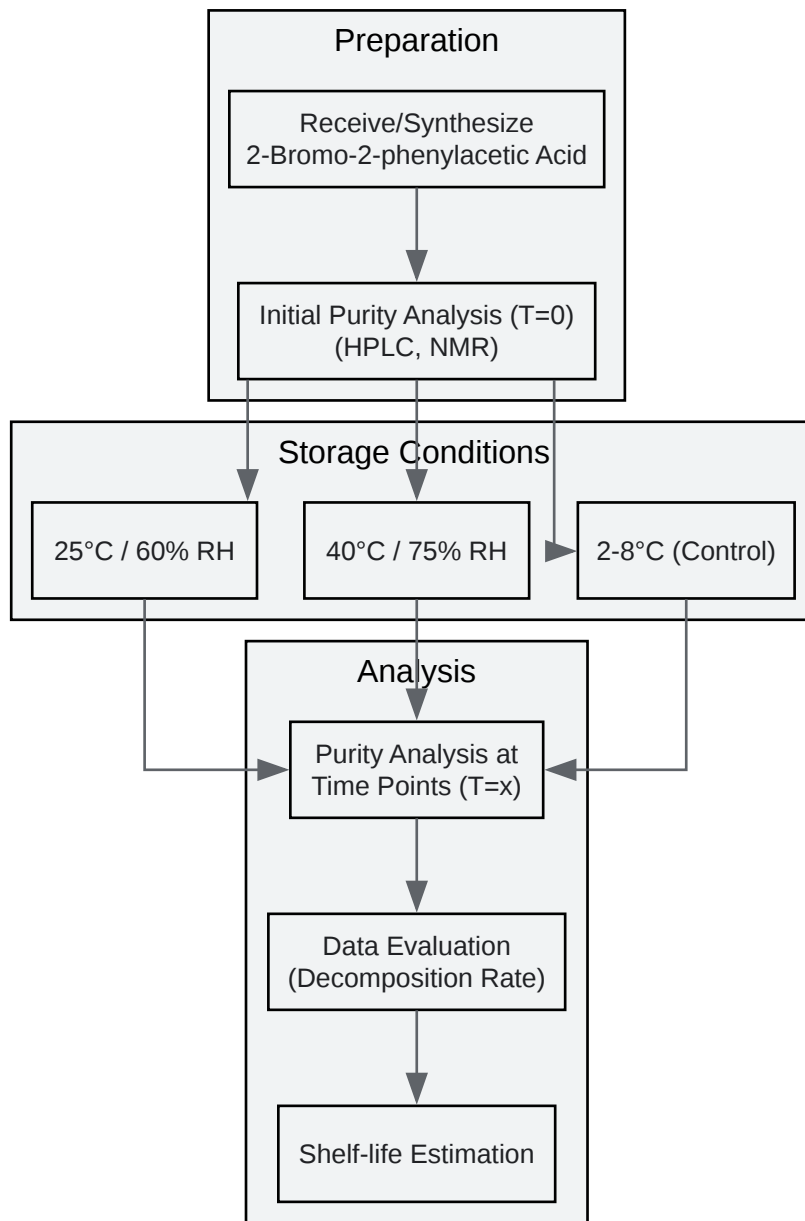 Preparation
Receive/Synthesize
2-Bromo-2-phenylacetic Acid
Initial Purity Analysis (T=0)
(HPLC, NMR)
Storage Conditions
25°C / 60% RH
40°C / 75% RH
2-8°C (Control)
Analysis
Purity Analysis at
Time Points (T=x)
Data Evaluation
(Decomposition Rate)
Shelf-life Estimation